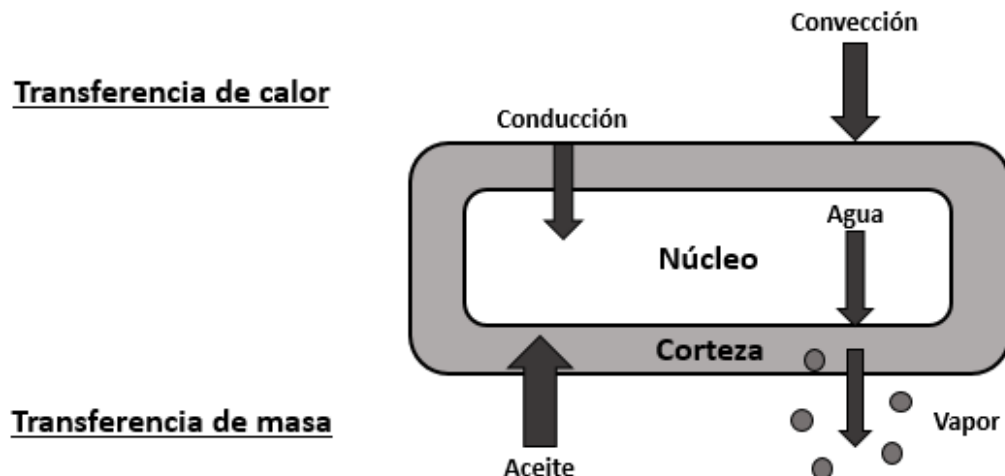 Convección
Transferencia de calor
Conducción
Agua
Núcleo
Corteza
Transferencia de masa
Vapor
Aceite